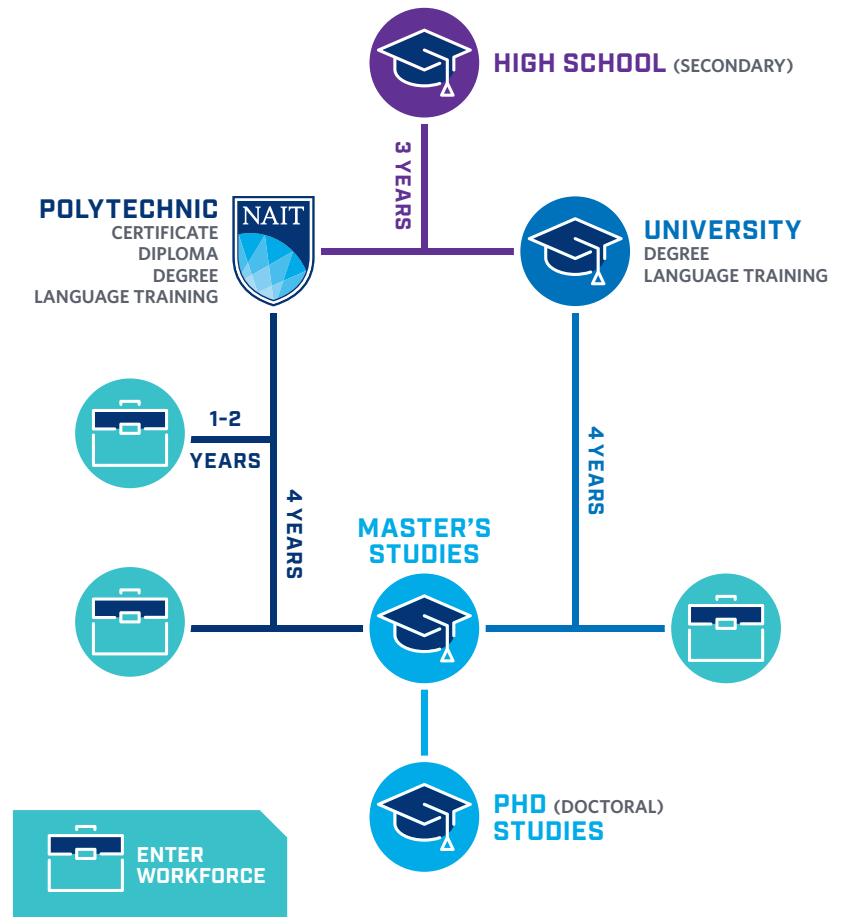 HIGH SCHOOL (SECONDARY)
3 YEARS
POLYTECHNIC
CERTIFICATE
DIPLOMA
DEGREE
LANGUAGE TRAINING
NAIT
UNIVERSITY
DEGREE
LANGUAGE TRAINING
1-2
YEARS
4 YEARS
4 YEARS
MASTER'S
STUDIES
PHD (DOCTORAL)
STUDIES
ENTER
WORKFORCE